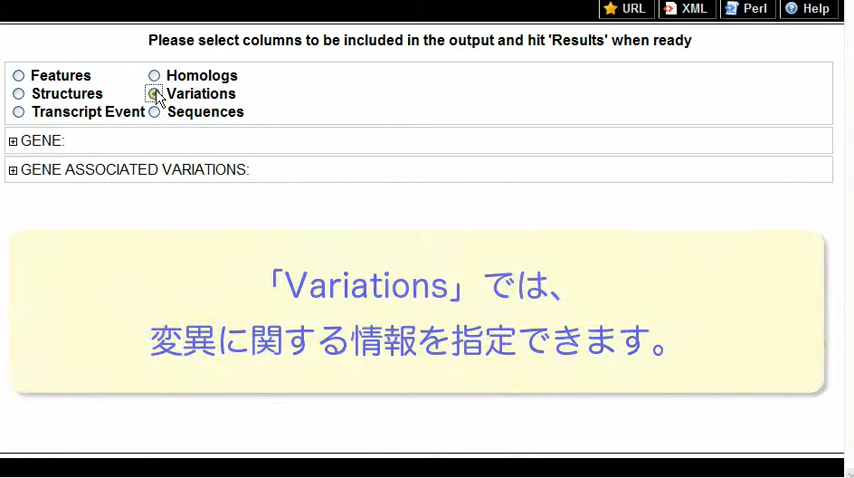 URL XML Perl Help
Please select columns to be included in the output and hit 'Results' when ready
Features Homologs
Structures Variations
Transcript Event Sequences
GENE:
GENE ASSOCIATED VARIATIONS:
「Variations」では、
変異に関する情報を指定できます。